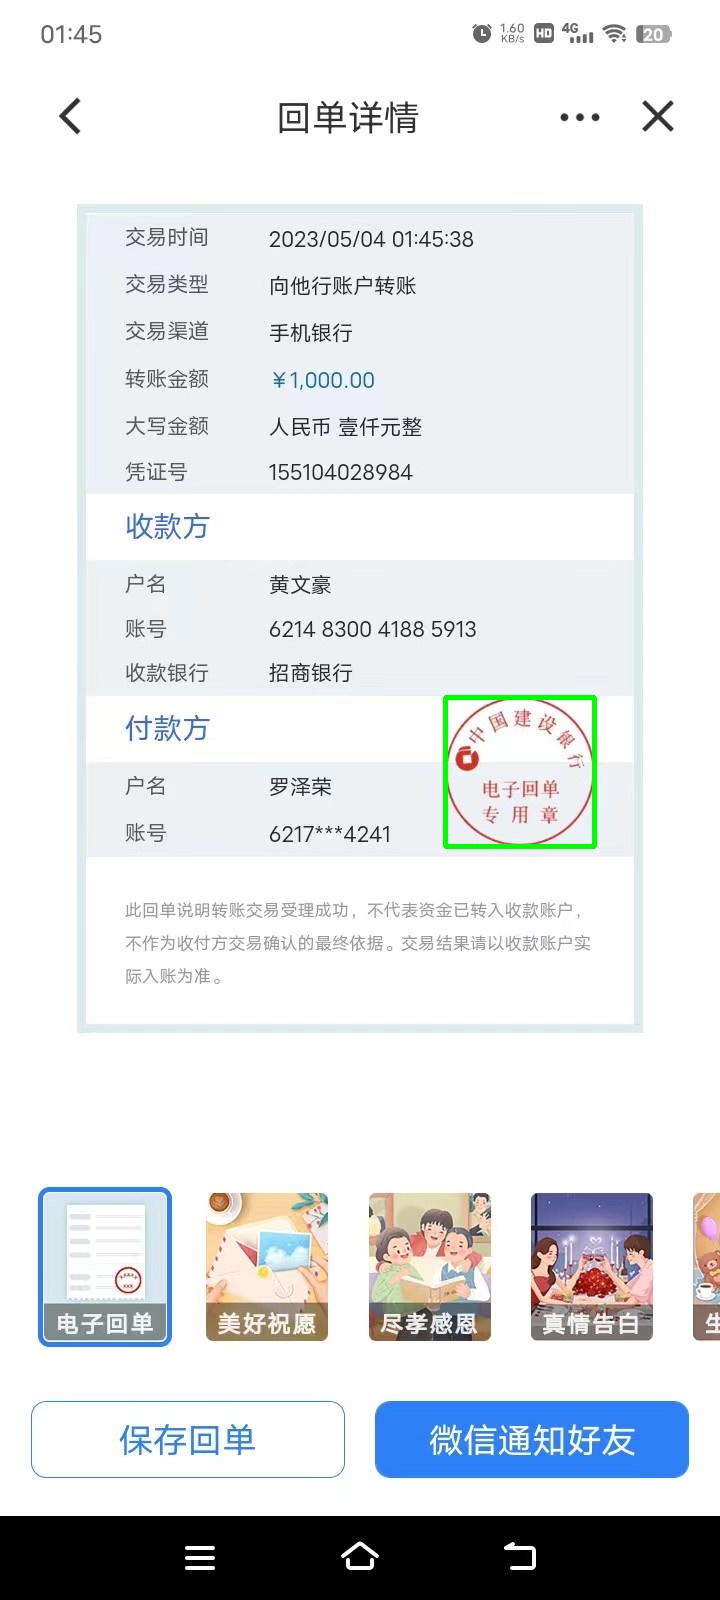 01:45
1.60 KB/s HD 4G 20
回单详情
交易时间 2023/05/04 01:45:38
交易类型 向他行账户转账
交易渠道 手机银行
转账金额 ￥1,000.00
大写金额 人民币 壹仟元整
凭证号 155104028984
收款方
户名 黄文豪
账号 6214 8300 4188 5913
收款银行 招商银行
付款方
中国建设银行
电子回单
专用章
户名 罗泽荣
账号 6217***4241
此回单说明转账交易受理成功，不代表资金已转入收款账户，
不作为收付方交易确认的最终依据。交易结果请以收款账户实
际入账为准。
电子回单 美好祝愿 尽孝感恩 真情告白 生
保存回单 微信通知好友